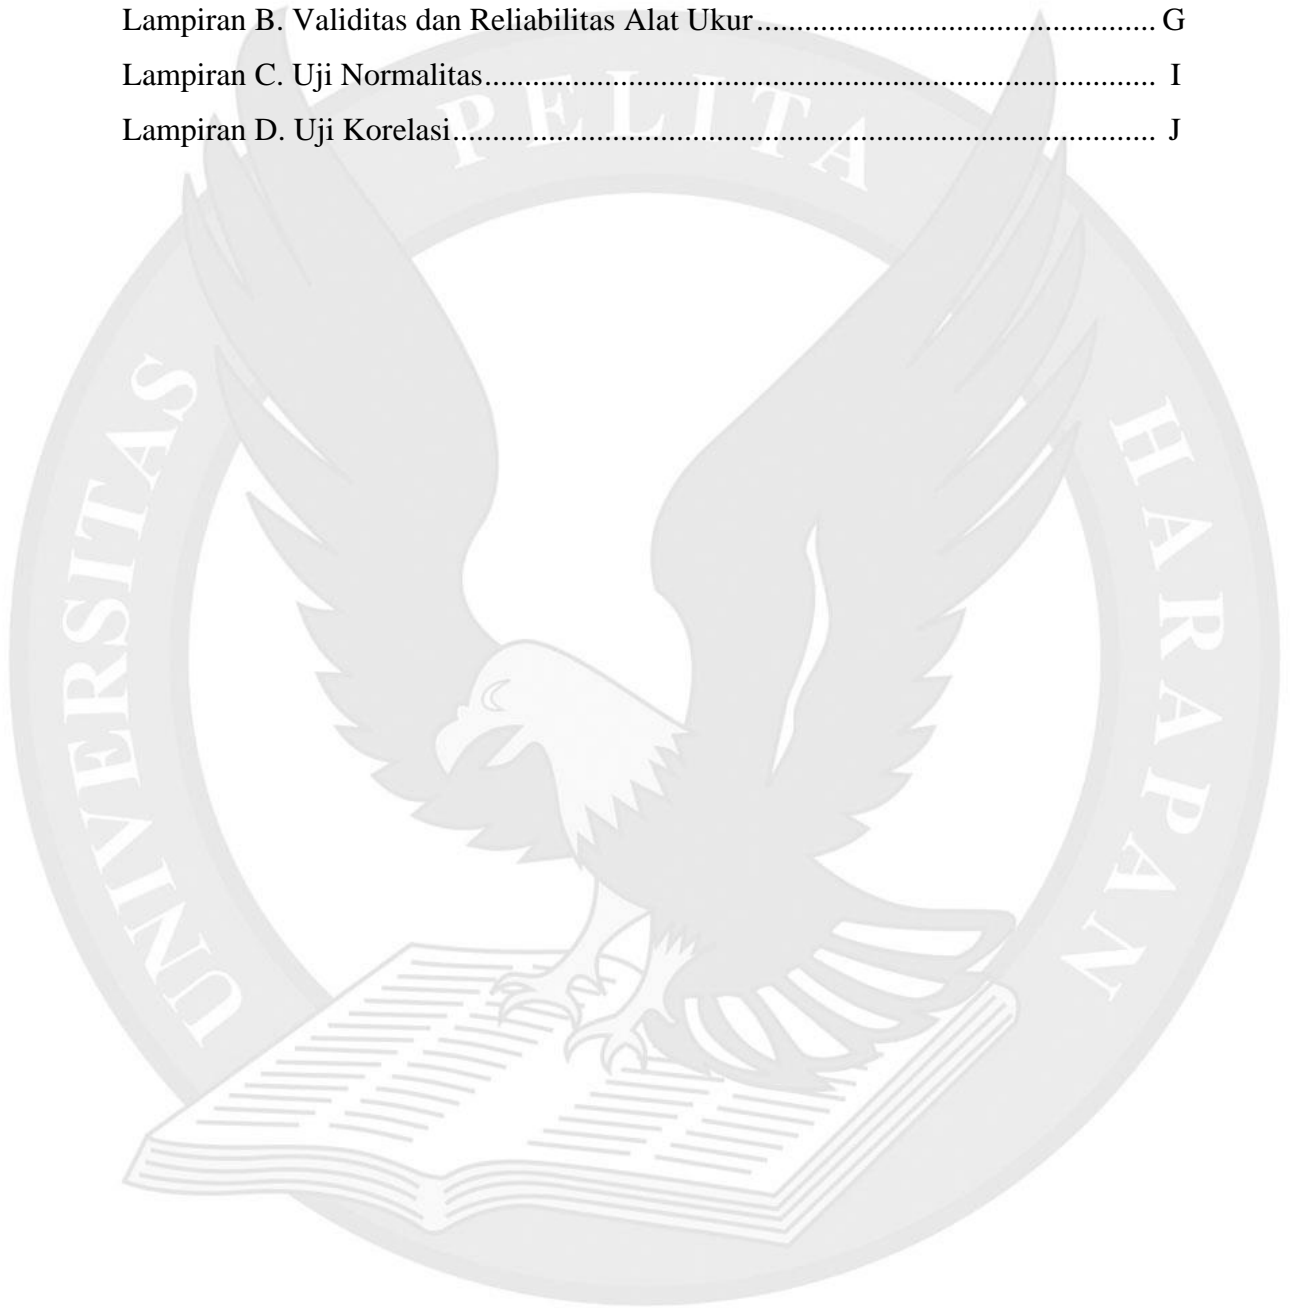 Lampiran B. Validitas dan Reliabilitas Alat Ukur.................................................. G
Lampiran C. Uji Normalitas.................................................................................... I
Lampiran D. Uji Korelasi........................................................................................ J
UNIVERSITAS PELITA HARAPAN